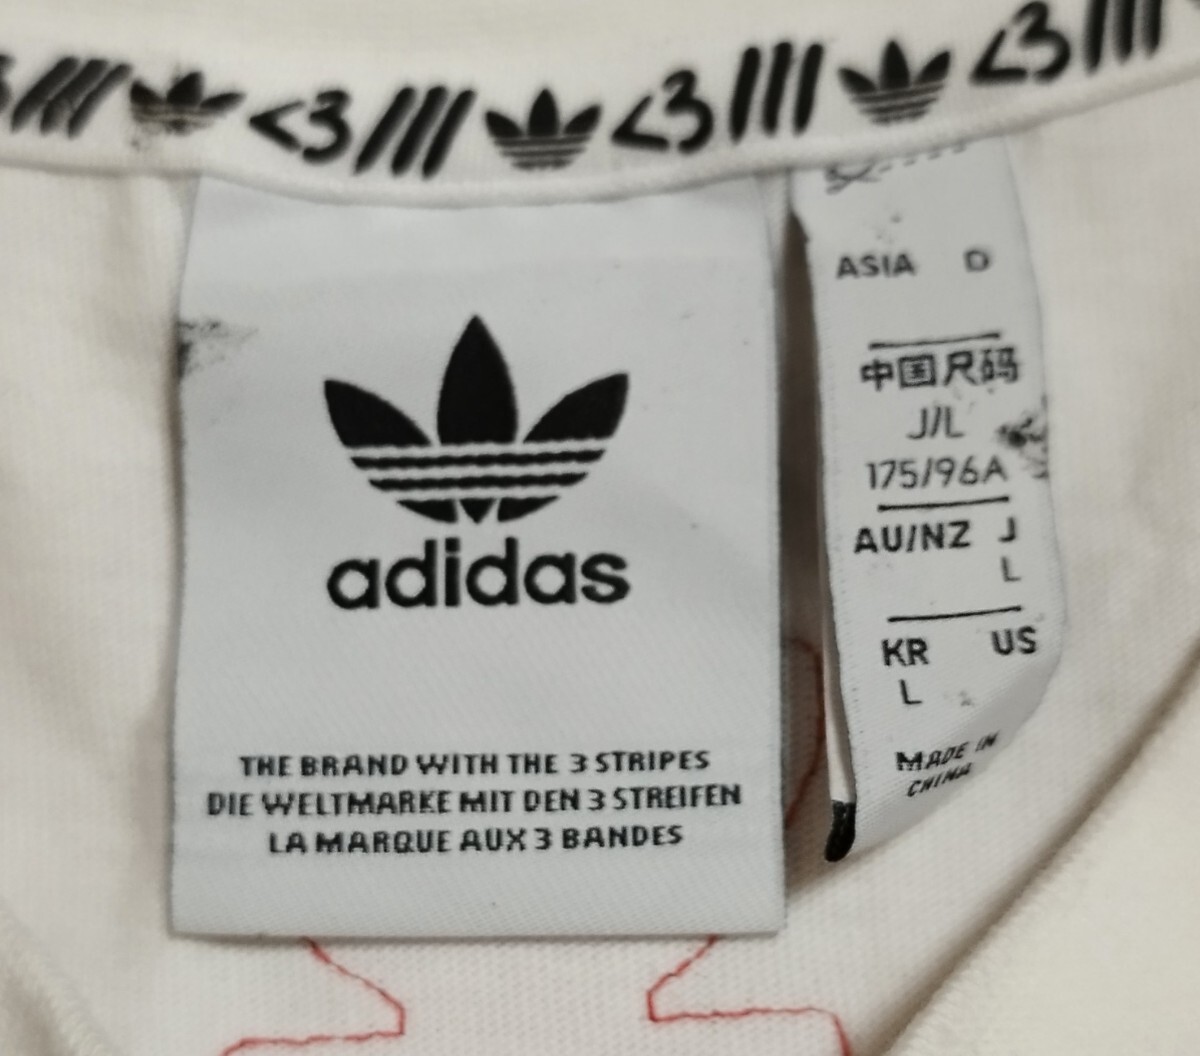 <3 /// <3 /// <3 ///
adidas
THE BRAND WITH THE 3 STRIPES
DIE WELTMARKE MIT DEN 3 STREIFEN
LA MARQUE AUX 3 BANDES
ASIA D
中国尺码
J/L
175/96A
AU/NZ J
L
KR US
L
MADE IN
CHINA